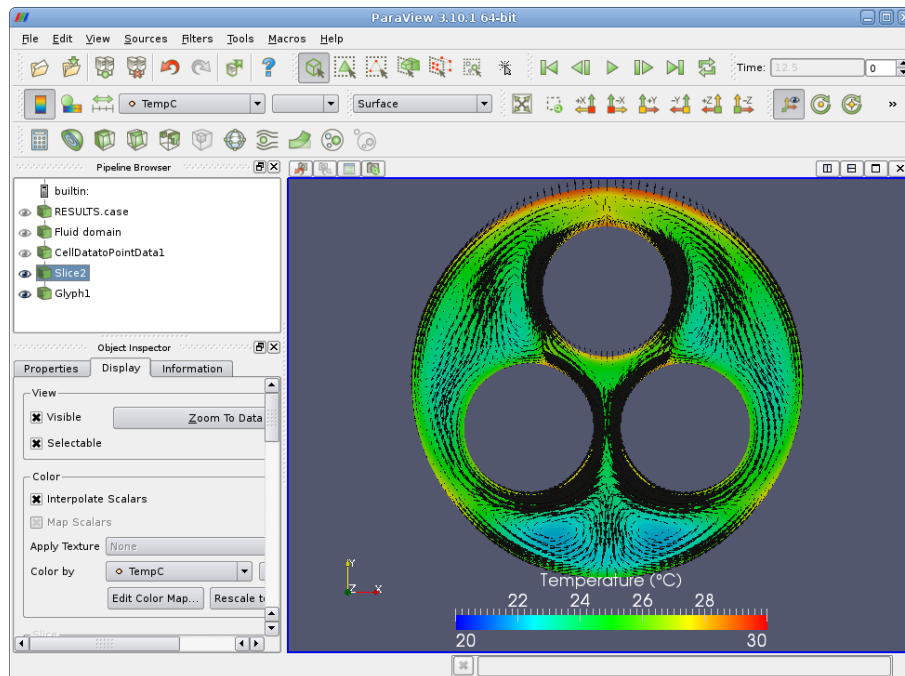 ParaView 3.10.1 64-bit
File Edit View Sources Filters Tools Macros Help
Time: 12.5 0
TempC Surface »
Pipeline Browser
builtin:
RESULTS.case
Fluid domain
CellDatatoPointData1
Slice2
Glyph1
Object Inspector
Properties Display Information
View
Visible Zoom To Data
Selectable
Color
Interpolate Scalars
Map Scalars
Apply Texture None
Color by TempC
Edit Color Map... Rescale to
Slice
+X -X +Y -Y +Z -Z
Y
Z X
Temperature (ºC)
22 24 26 28
20 30